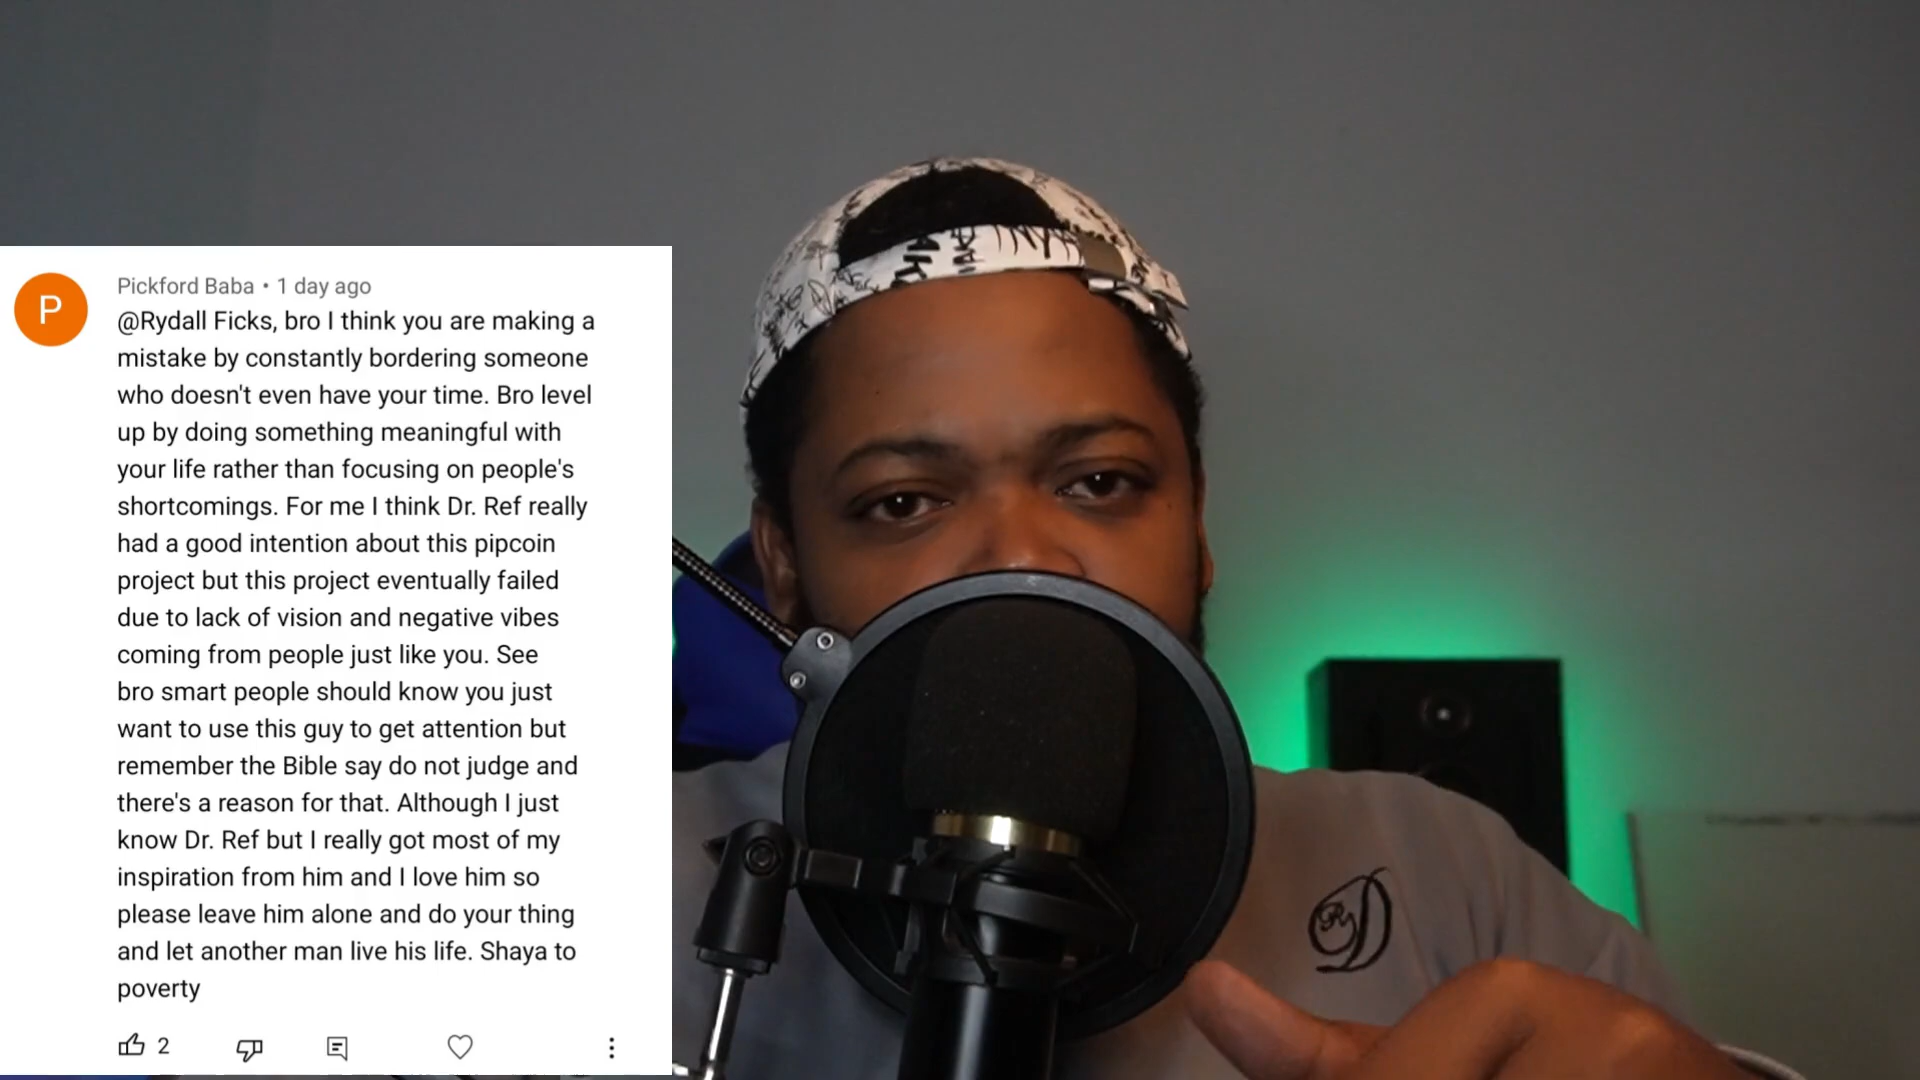 P
Pickford Baba • 1 day ago
@Rydall Ficks, bro I think you are making a
mistake by constantly bordering someone
who doesn't even have your time. Bro level
up by doing something meaningful with
your life rather than focusing on people's
shortcomings. For me I think Dr. Ref really
had a good intention about this pipcoin
project but this project eventually failed
due to lack of vision and negative vibes
coming from people just like you. See
bro smart people should know you just
want to use this guy to get attention but
remember the Bible say do not judge and
there's a reason for that. Although I just
know Dr. Ref but I really got most of my
inspiration from him and I love him so
please leave him alone and do your thing
and let another man live his life. Shaya to
poverty
2